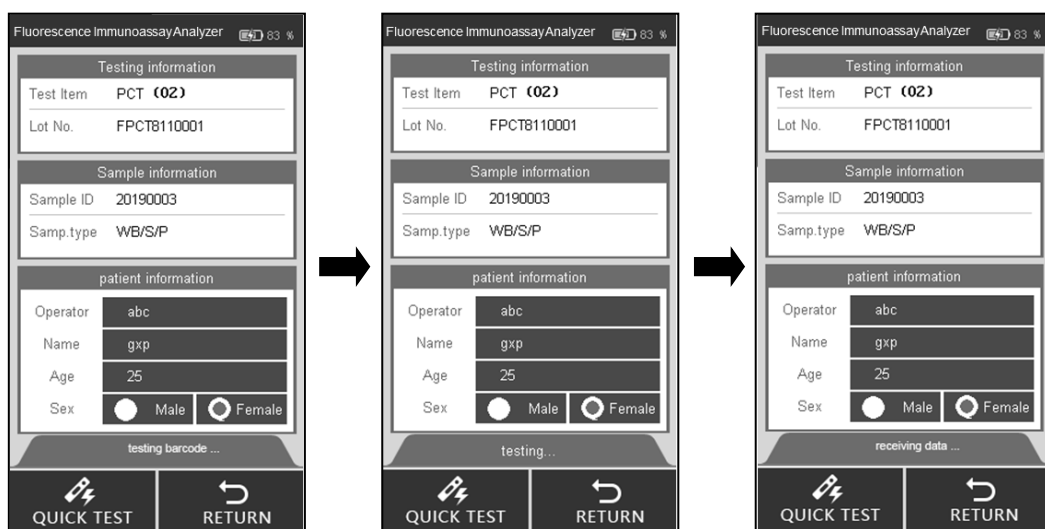 Fluorescence Immunoassay Analyzer 83 %
Testing information
Test Item PCT (02)
Lot No. FPCT8110001
Sample information
Sample ID 20190003
Samp.type WB/S/P
patient information
Operator abc
Name gxp
Age 25
Sex Male Female
testing barcode ...
QUICK TEST RETURN
Fluorescence Immunoassay Analyzer 83 %
Testing information
Test Item PCT (02)
Lot No. FPCT8110001
Sample information
Sample ID 20190003
Samp.type WB/S/P
patient information
Operator abc
Name gxp
Age 25
Sex Male Female
testing...
QUICK TEST RETURN
Fluorescence Immunoassay Analyzer 83 %
Testing information
Test Item PCT (02)
Lot No. FPCT8110001
Sample information
Sample ID 20190003
Samp.type WB/S/P
patient information
Operator abc
Name gxp
Age 25
Sex Male Female
receiving data ...
QUICK TEST RETURN